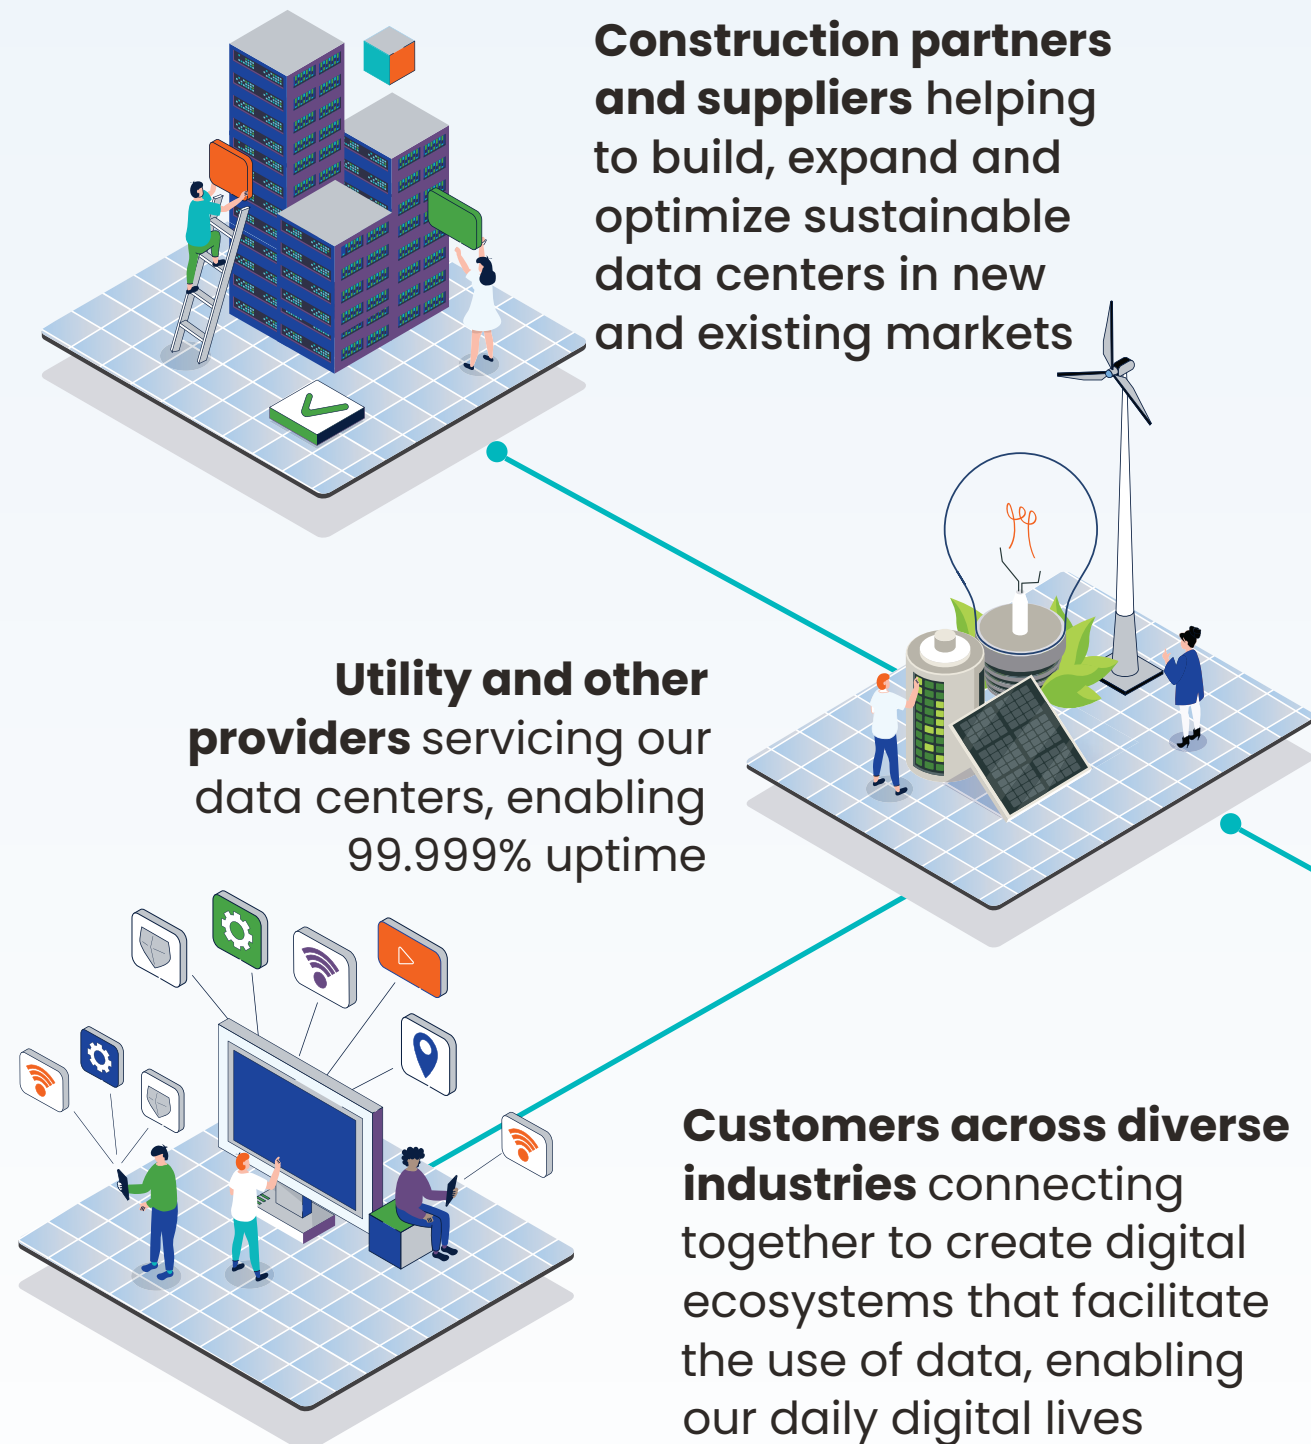 Construction partners
and suppliers helping
to build, expand and
optimize sustainable
data centers in new
and existing markets
Utility and other
providers servicing our
data centers, enabling
99.999% uptime
Customers across diverse
industries connecting
together to create digital
ecosystems that facilitate
the use of data, enabling
our daily digital lives